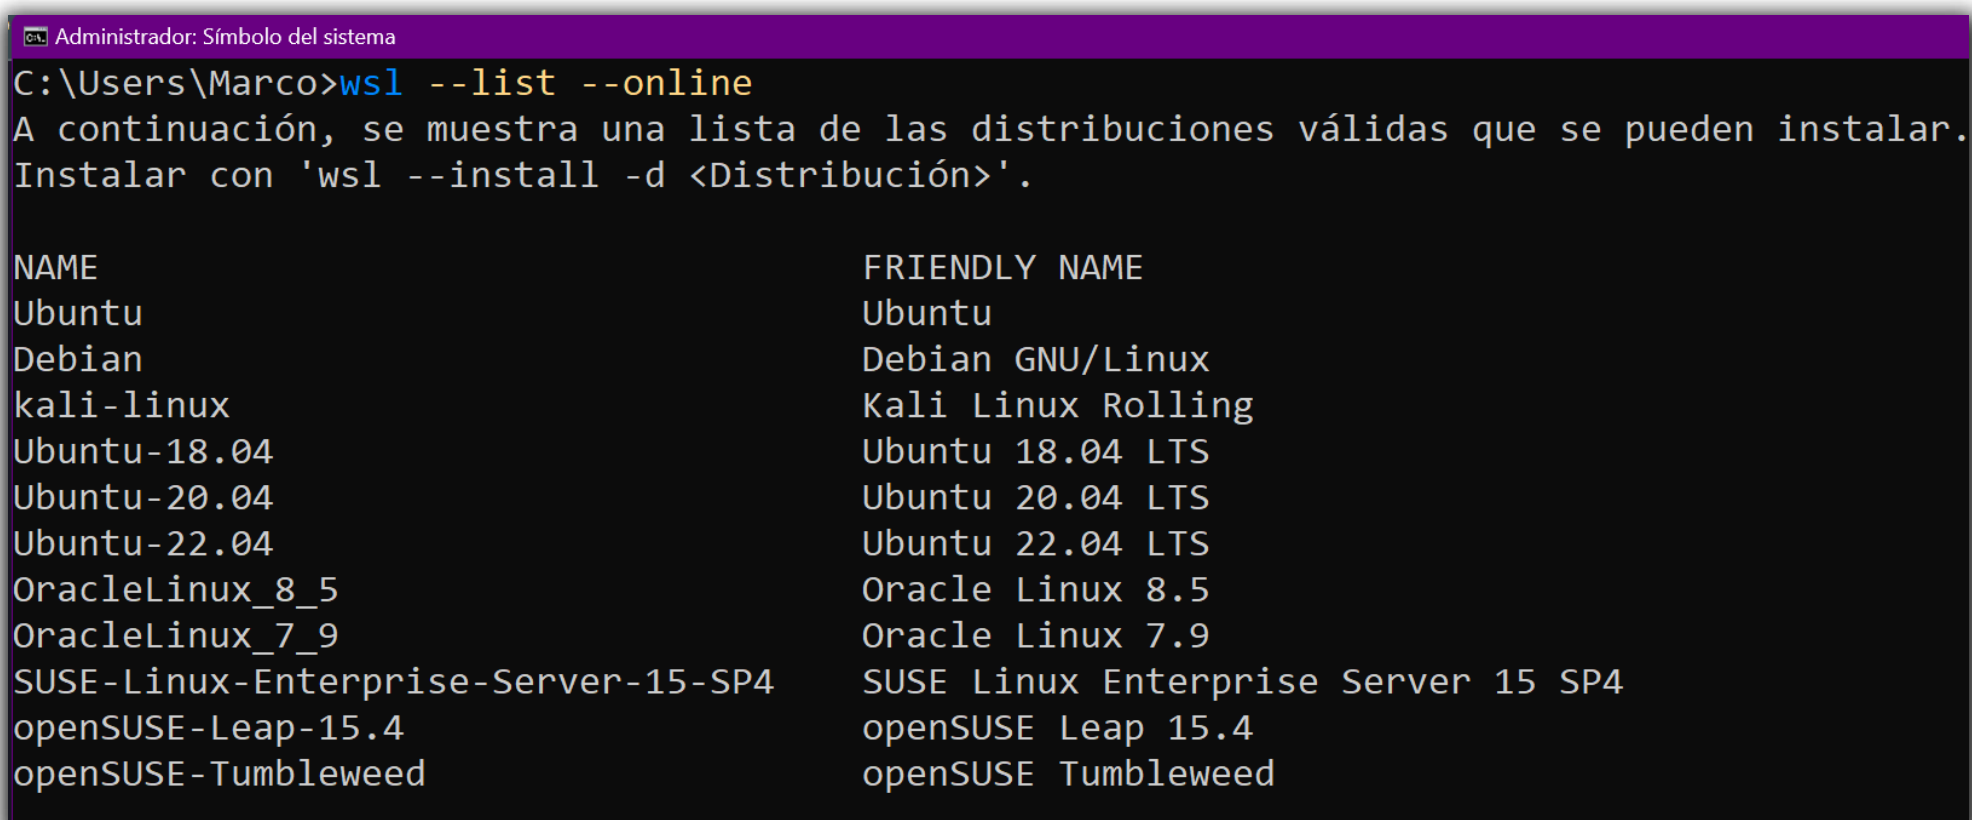 Administrador: Símbolo del sistema
C:\Users\Marco>wsl --list --online
A continuación, se muestra una lista de las distribuciones válidas que se pueden instalar.
Instalar con 'wsl --install -d <Distribución>'.
NAME FRIENDLY NAME
Ubuntu Ubuntu
Debian Debian GNU/Linux
kali-linux Kali Linux Rolling
Ubuntu-18.04 Ubuntu 18.04 LTS
Ubuntu-20.04 Ubuntu 20.04 LTS
Ubuntu-22.04 Ubuntu 22.04 LTS
OracleLinux_8_5 Oracle Linux 8.5
OracleLinux_7_9 Oracle Linux 7.9
SUSE-Linux-Enterprise-Server-15-SP4 SUSE Linux Enterprise Server 15 SP4
openSUSE-Leap-15.4 openSUSE Leap 15.4
openSUSE-Tumbleweed openSUSE Tumbleweed